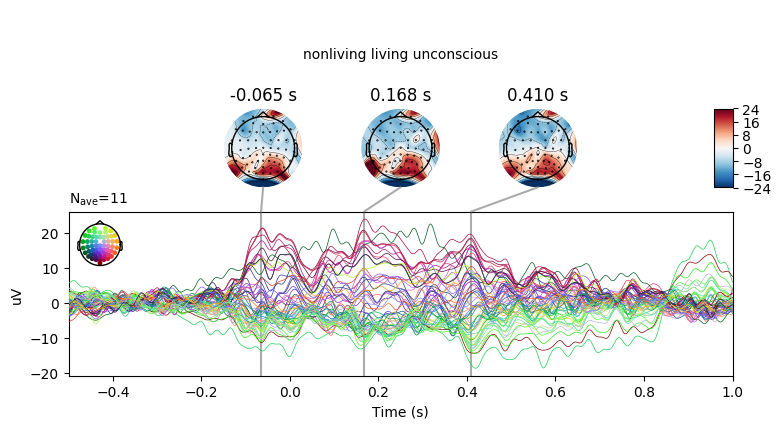 nonliving living unconscious
-0.065 s 0.168 s 0.410 s
24
16
8
0
−8
−16
−24
Nave=11
20
10
0
−10
−20
uV
−0.4 −0.2 0.0 0.2 0.4 0.6 0.8 1.0
Time (s)